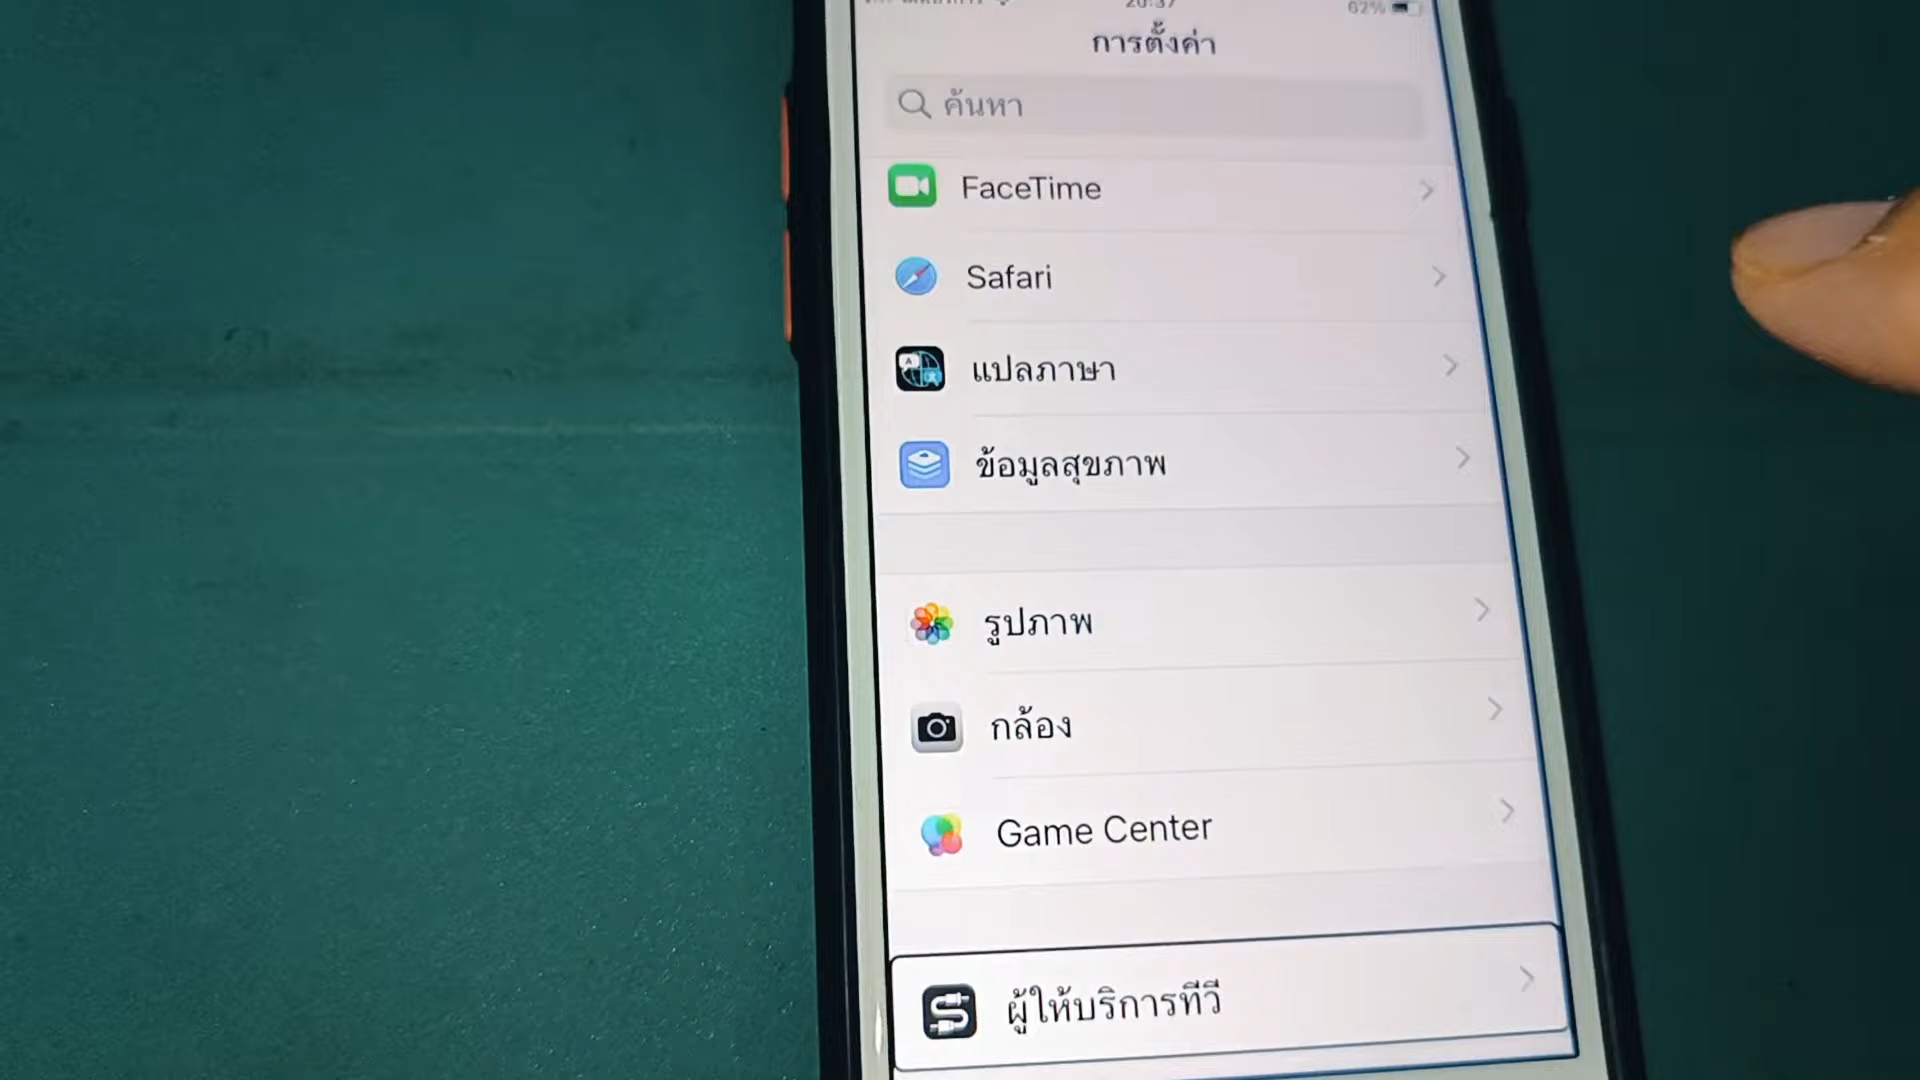 62%
การตั้งค่า
ค้นหา
FaceTime
Safari
แปลภาษา
ข้อมูลสุขภาพ
รูปภาพ
กล้อง
Game Center
ผู้ให้บริการทีวี